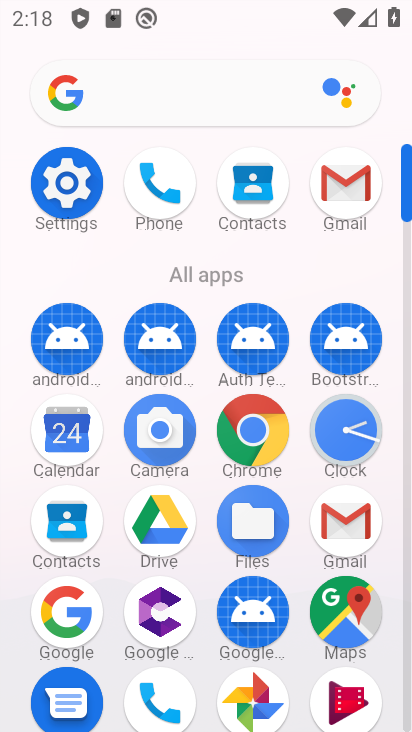 2:18
Settings Phone Contacts Gmail
All apps
android... android... Auth Te... Bootstr...
24
Calendar Camera Chrome Clock
Contacts Drive Files Gmail
Google Google ... Google... Maps